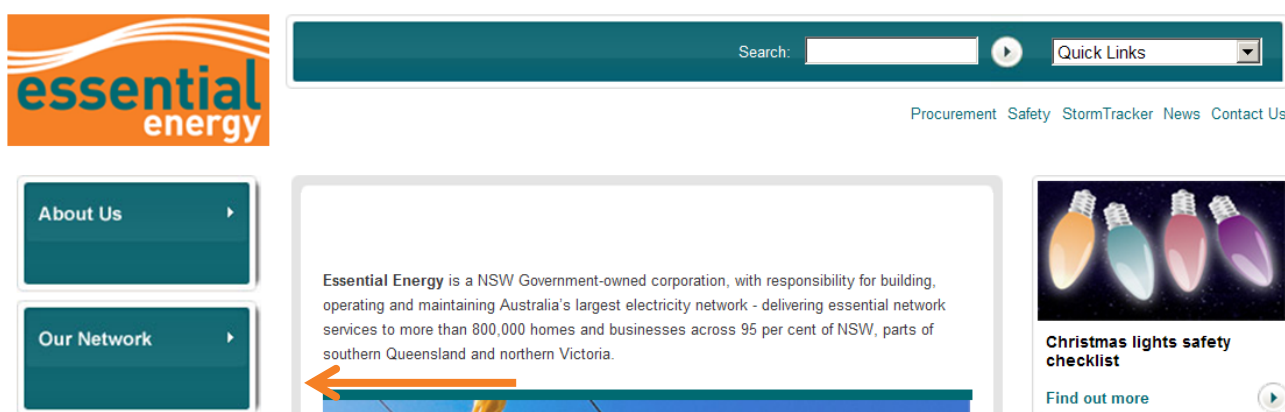 essential
energy
Search:
Quick Links
Procurement Safety StormTracker News Contact Us
About Us
Our Network
Essential Energy is a NSW Government-owned corporation, with responsibility for building,
operating and maintaining Australia's largest electricity network - delivering essential network
services to more than 800,000 homes and businesses across 95 per cent of NSW, parts of
southern Queensland and northern Victoria.
Christmas lights safety
checklist
Find out more